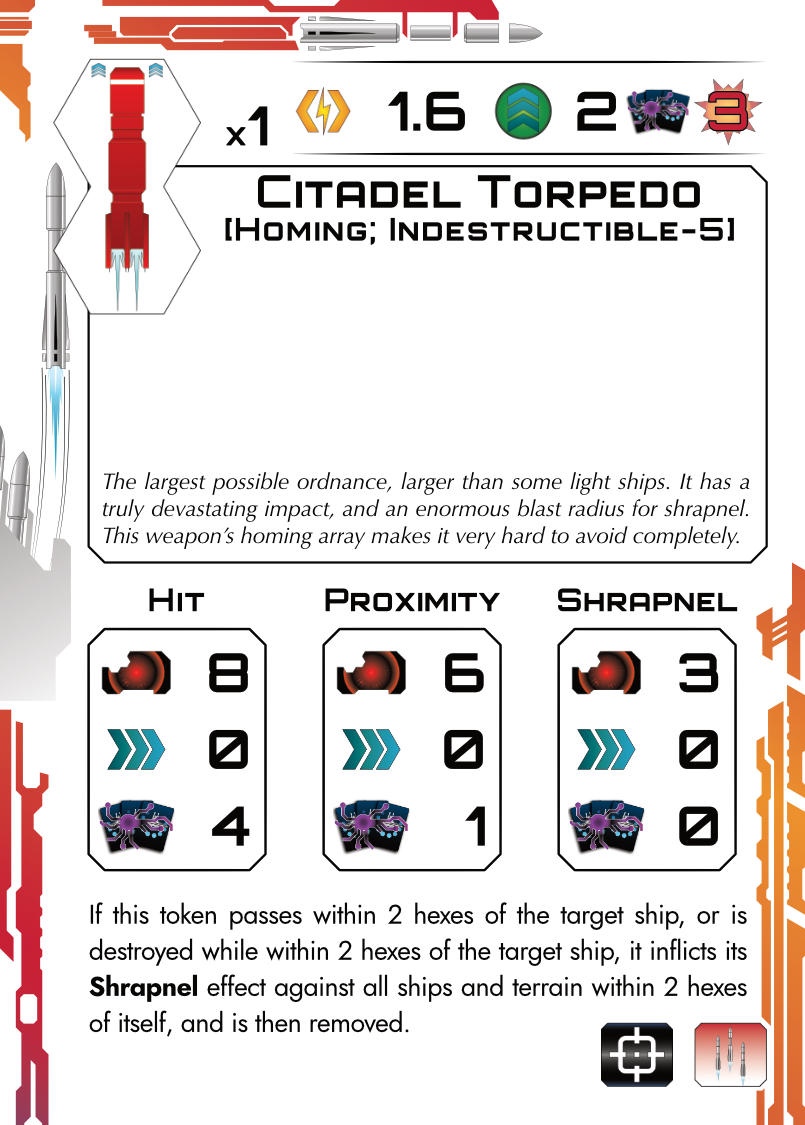 x1 1.6 2 3
Citadel Torpedo
[Homing; Indestructible-5]
The largest possible ordnance, larger than some light ships. It has a
truly devastating impact, and an enormous blast radius for shrapnel.
This weapon's homing array makes it very hard to avoid completely.
Hit Proximity Shrapnel
8 6 3
0 0 0
4 1 0
If this token passes within 2 hexes of the target ship, or is
destroyed while within 2 hexes of the target ship, it inflicts its
Shrapnel effect against all ships and terrain within 2 hexes
of itself, and is then removed.